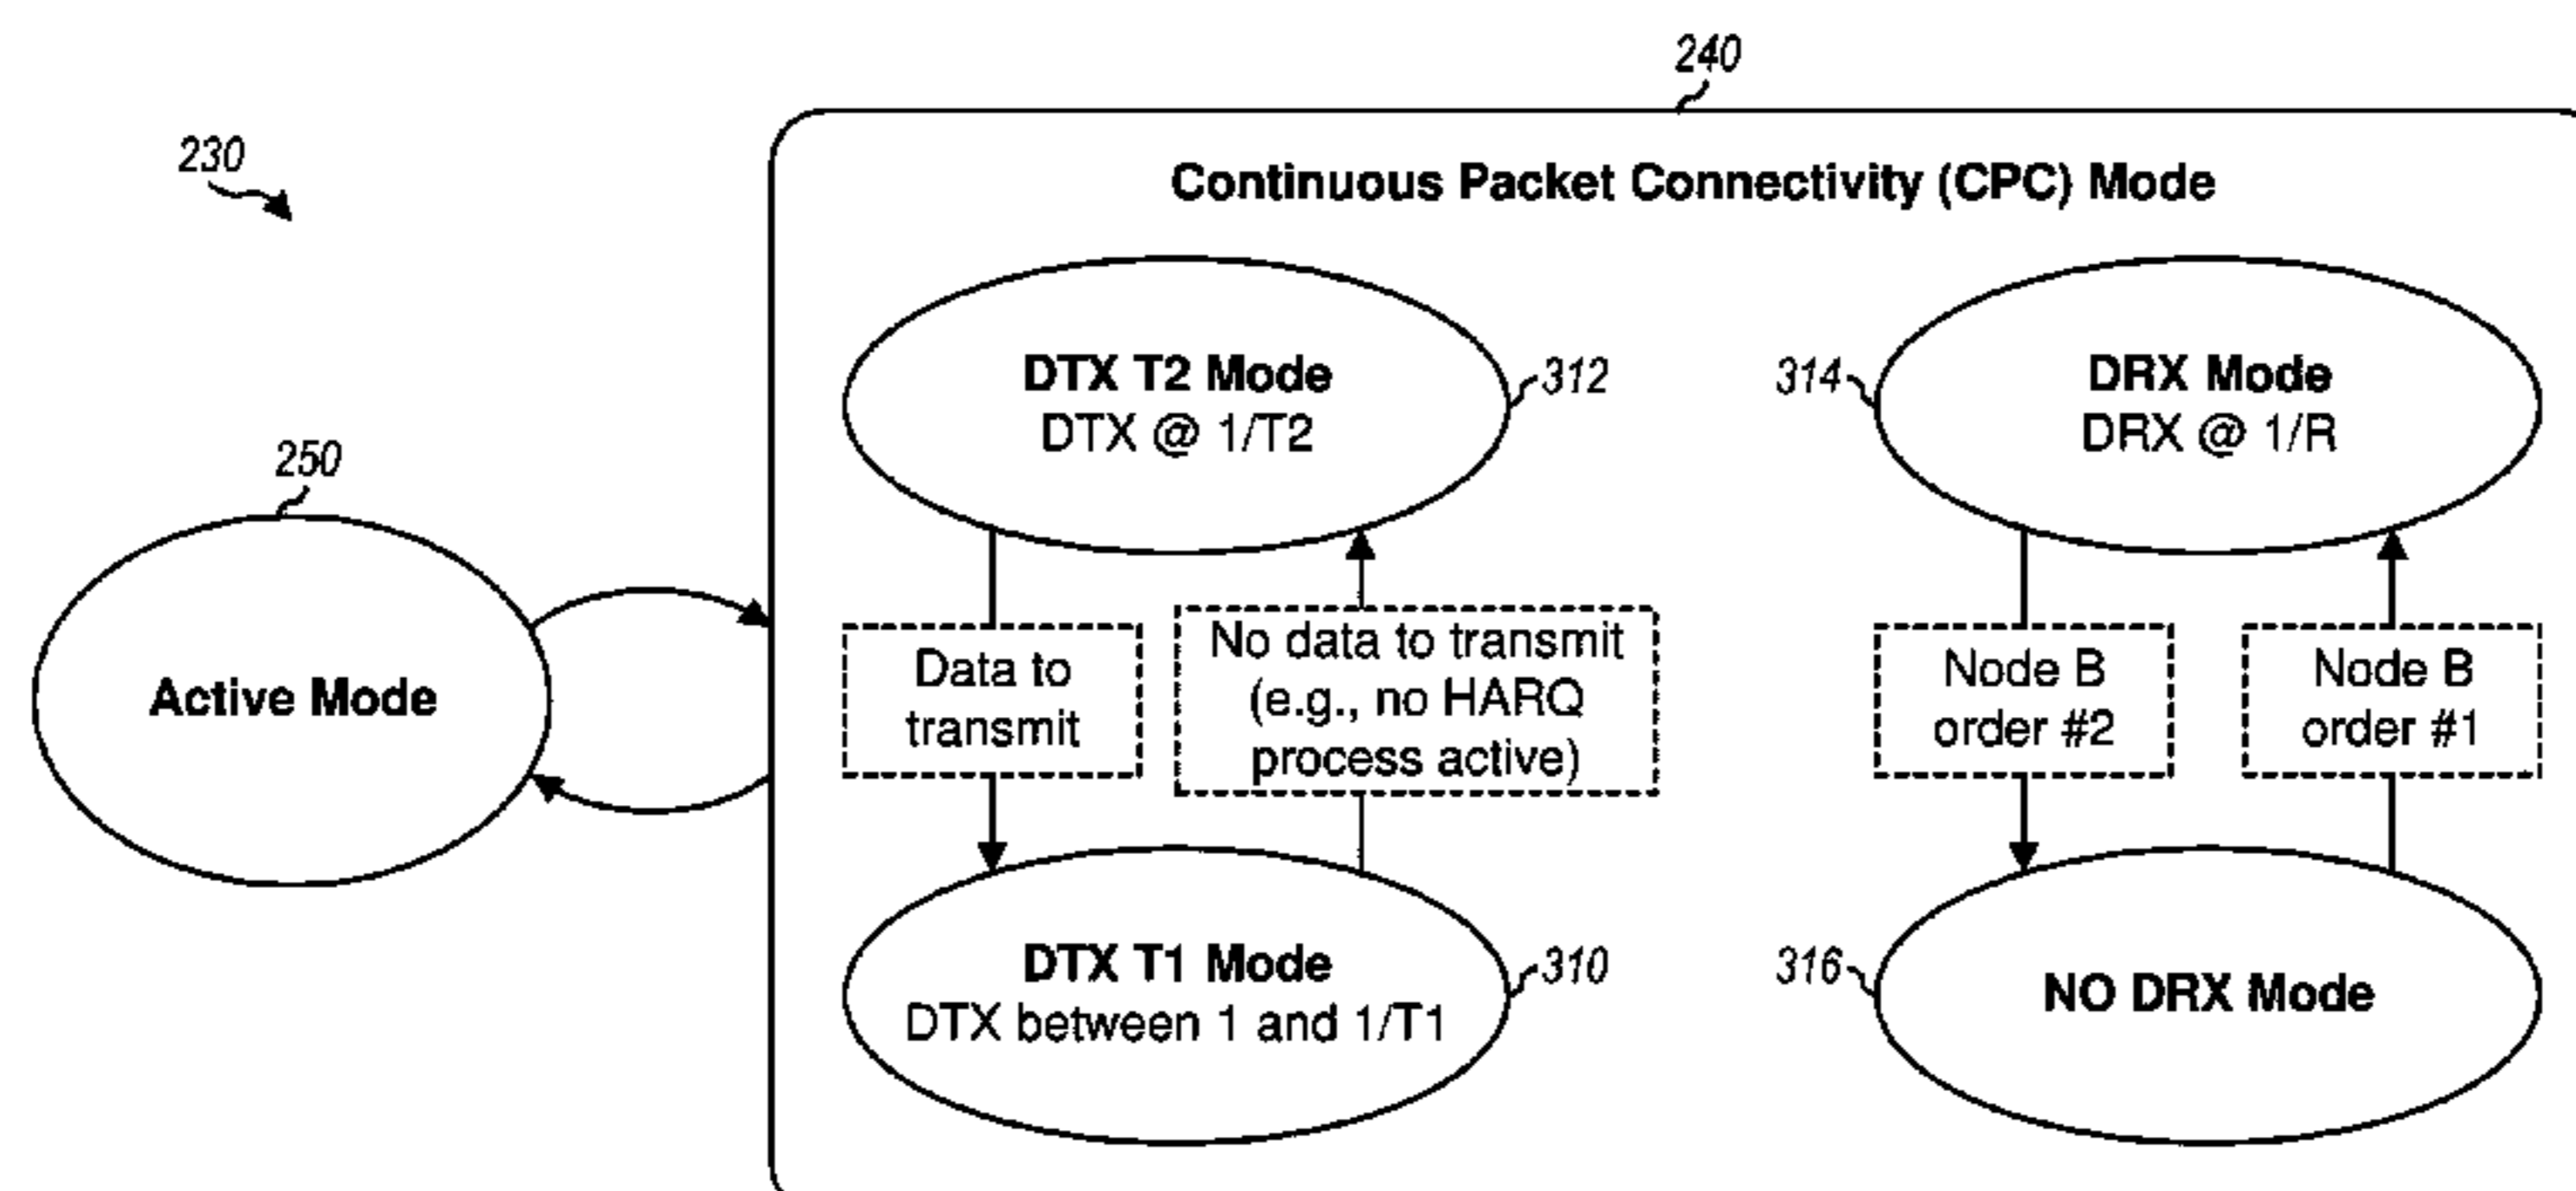 240
230
Continuous Packet Connectivity (CPC) Mode
DTX T2 Mode
DTX @ 1/T2
312
314
DRX Mode
DRX @ 1/R
250
Active Mode
Data to
transmit
No data to transmit
(e.g., no HARQ
process active)
Node B
order #2
Node B
order #1
DTX T1 Mode
DTX between 1 and 1/T1
310
316
NO DRX Mode